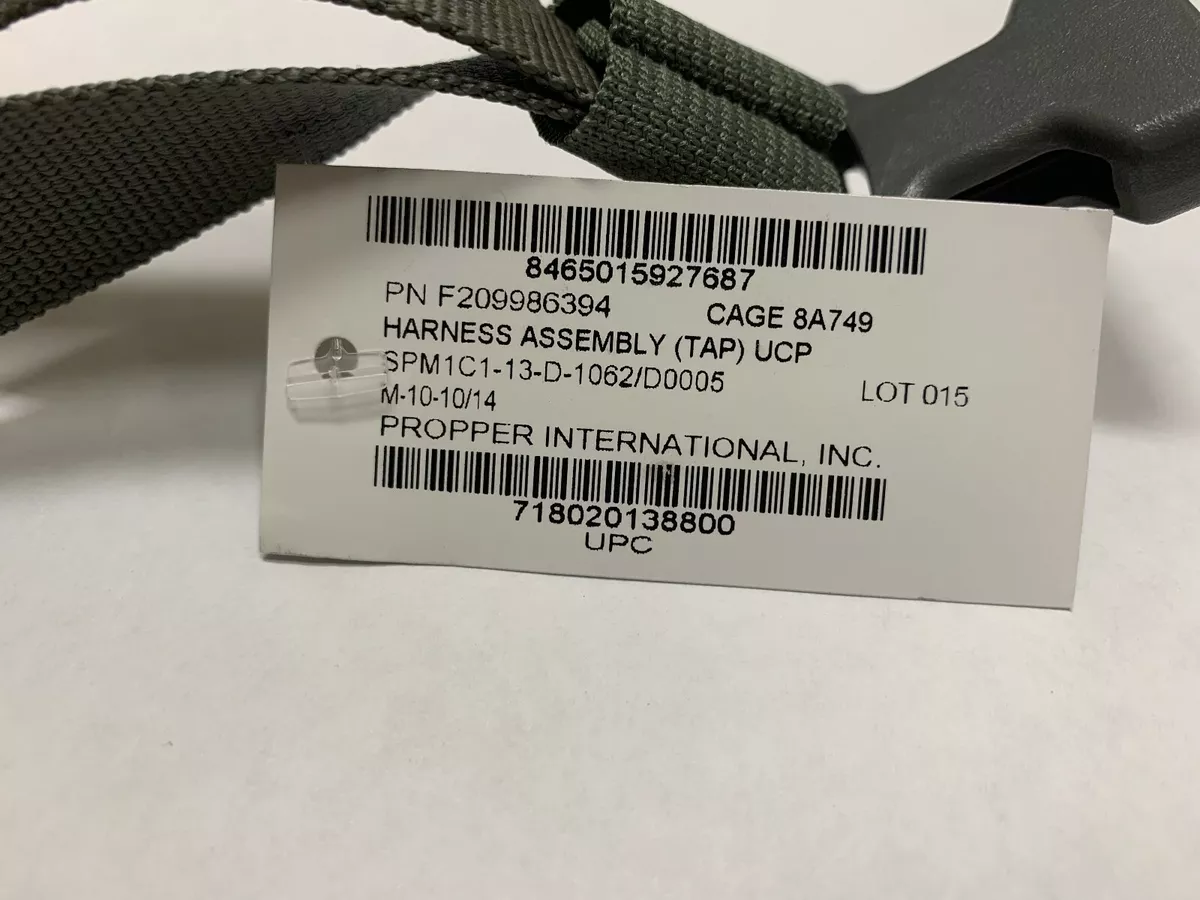 8465015927687
PN F209986394 CAGE 8A749
HARNESS ASSEMBLY (TAP) UCP
SPM1C1-13-D-1062/D0005 LOT 015
M-10-10/14
PROPPER INTERNATIONAL, INC.
718020138800
UPC